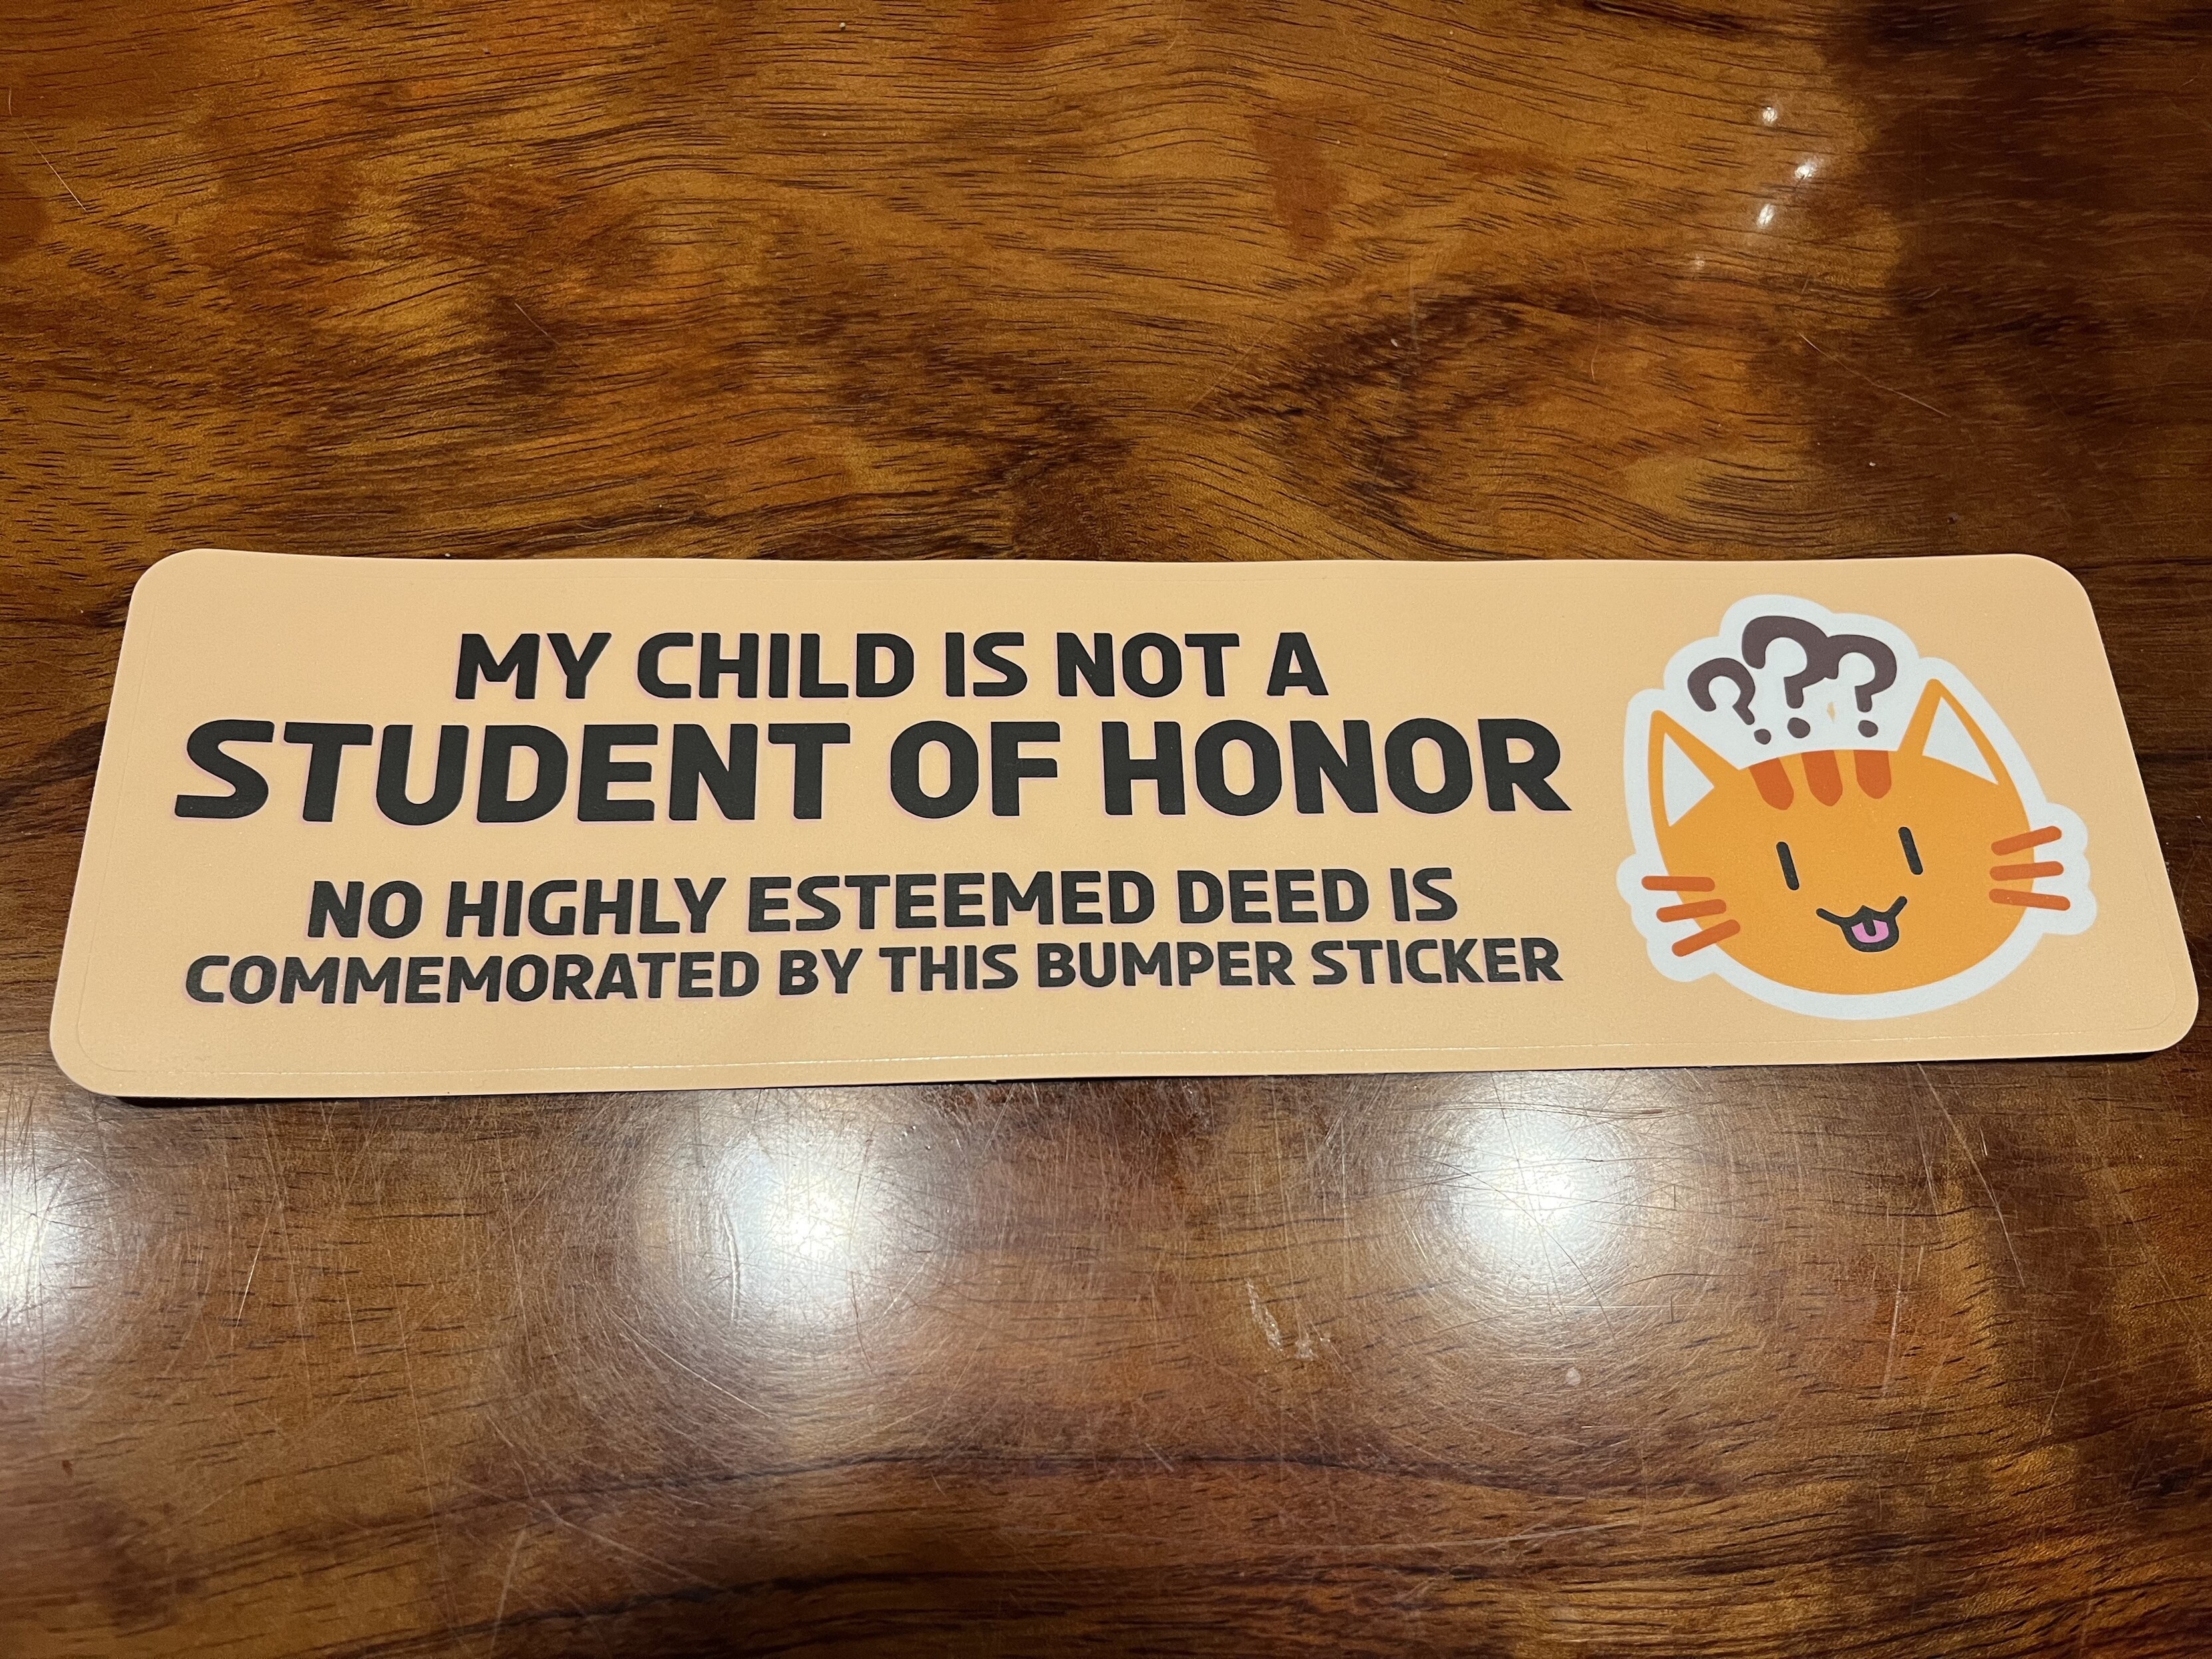 MY CHILD IS NOT A
STUDENT OF HONOR
NO HIGHLY ESTEEMED DEED IS
COMMEMORATED BY THIS BUMPER STICKER
???